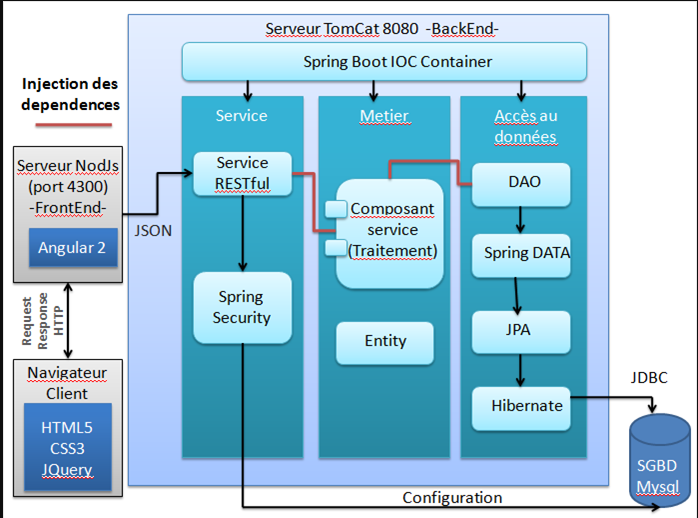 Serveur TomCat 8080 -BackEnd-
Spring Boot IOC Container
Injection des
dependences
Serveur NodJs
(port 4300)
-FrontEnd-
Angular 2
JSON
Request
Response
HTTP
Navigateur
Client
HTML5
CSS3
JQuery
Service
Service
RESTful
Spring
Security
Metier
Composant
service
(Traitement)
Entity
Accès au
données
DAO
Spring DATA
JPA
Hibernate
JDBC
SGBD
Mysql
Configuration